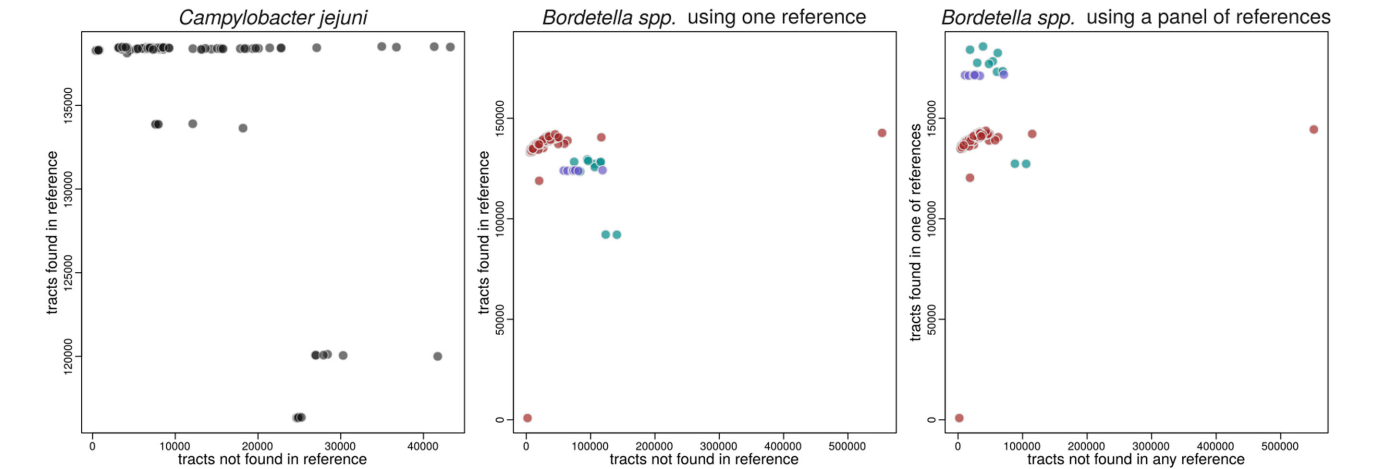 Campylobacter jejuni
135000
130000
125000
120000
tracts found in reference
0 10000 20000 30000 40000
tracts not found in reference
Bordetella spp. using one reference
150000
100000
50000
0
tracts found in reference
0 100000 200000 300000 400000 500000
tracts not found in reference
Bordetella spp. using a panel of references
150000
100000
50000
0
tracts found in one of references
0 100000 200000 300000 400000 500000
tracts not found in any reference